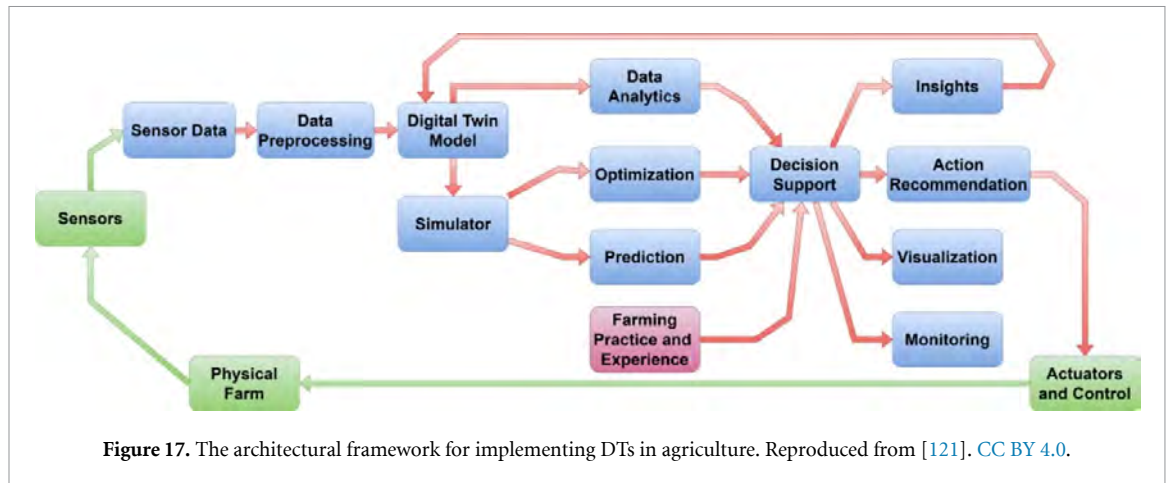 Sensor Data
Data
Preprocessing
Digital Twin
Model
Data
Analytics
Insights
Optimization
Decision
Support
Action
Recommendation
Sensors
Simulator
Prediction
Visualization
Farming
Practice and
Experience
Monitoring
Physical
Farm
Actuators
and Control
Figure 17. The architectural framework for implementing DTs in agriculture. Reproduced from [121]. CC BY 4.0.